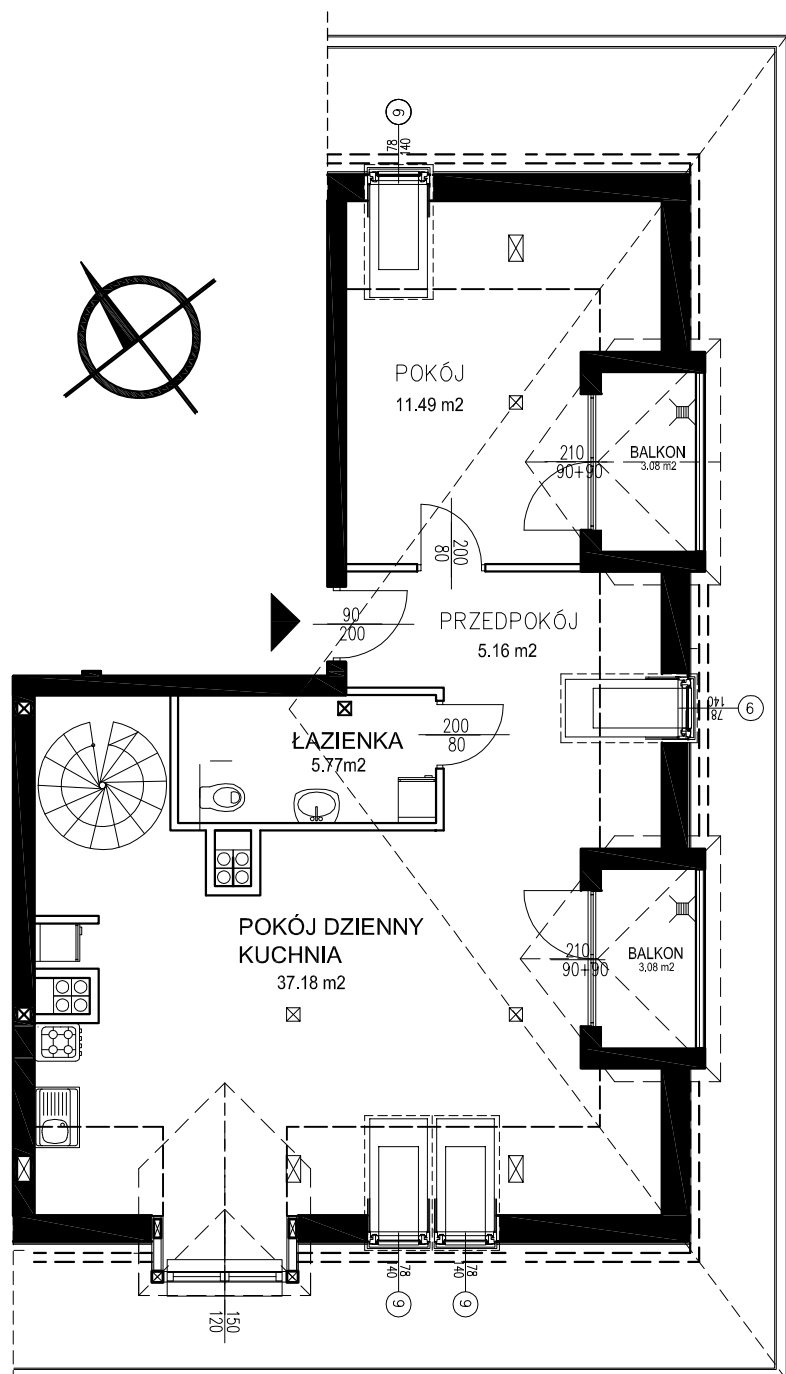 9
78
140
POKÓJ
11.49 m2
210
90+90
BALKON
3.08 m2
200
80
90
200
PRZEDPOKÓJ
5.16 m2
78
140
9
ŁAZIENKA
5.77m2
200
80
POKÓJ DZIENNY
KUCHNIA
37.18 m2
210
90+90
BALKON
3,08 m2
78
140
9
78
140
9
150
120